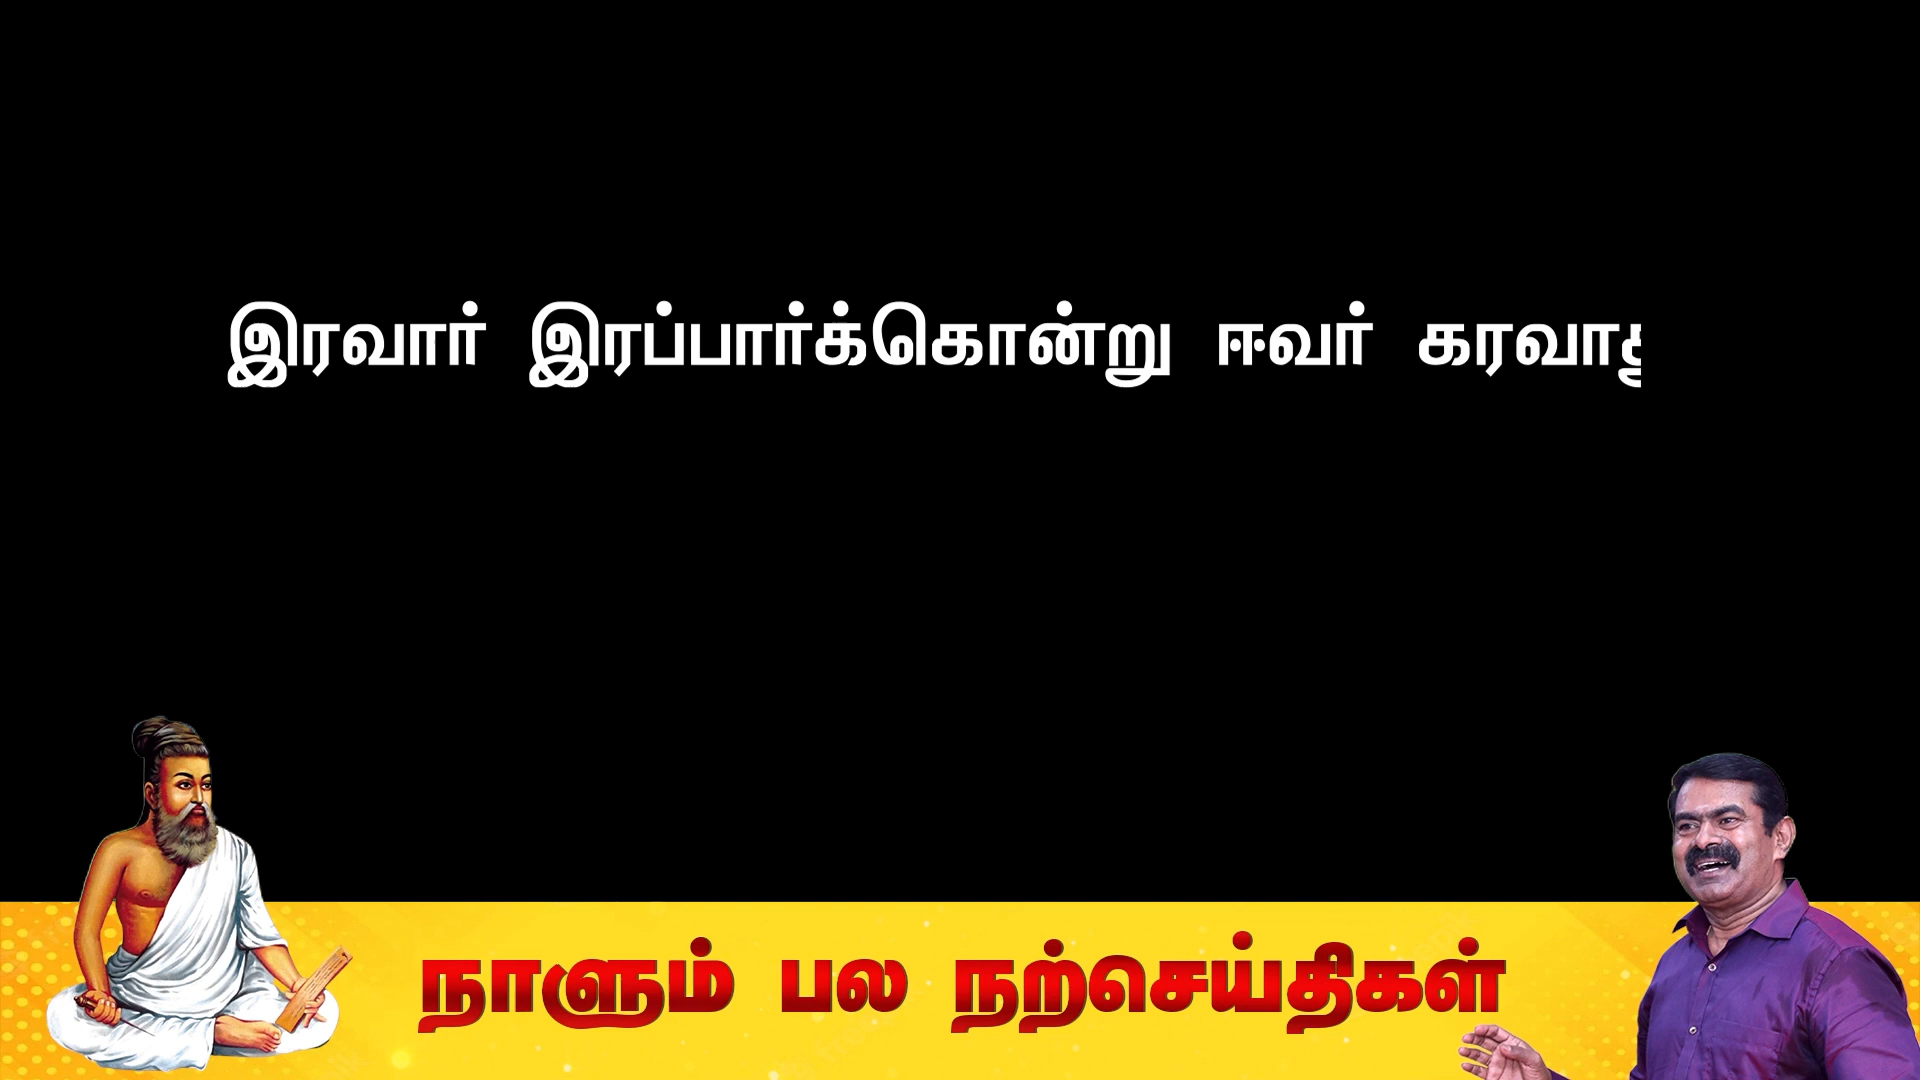 இரவார் இரப்பார்க்கொன்று ஈவர் கரவாது
நாளும் பல நற்செய்திகள்